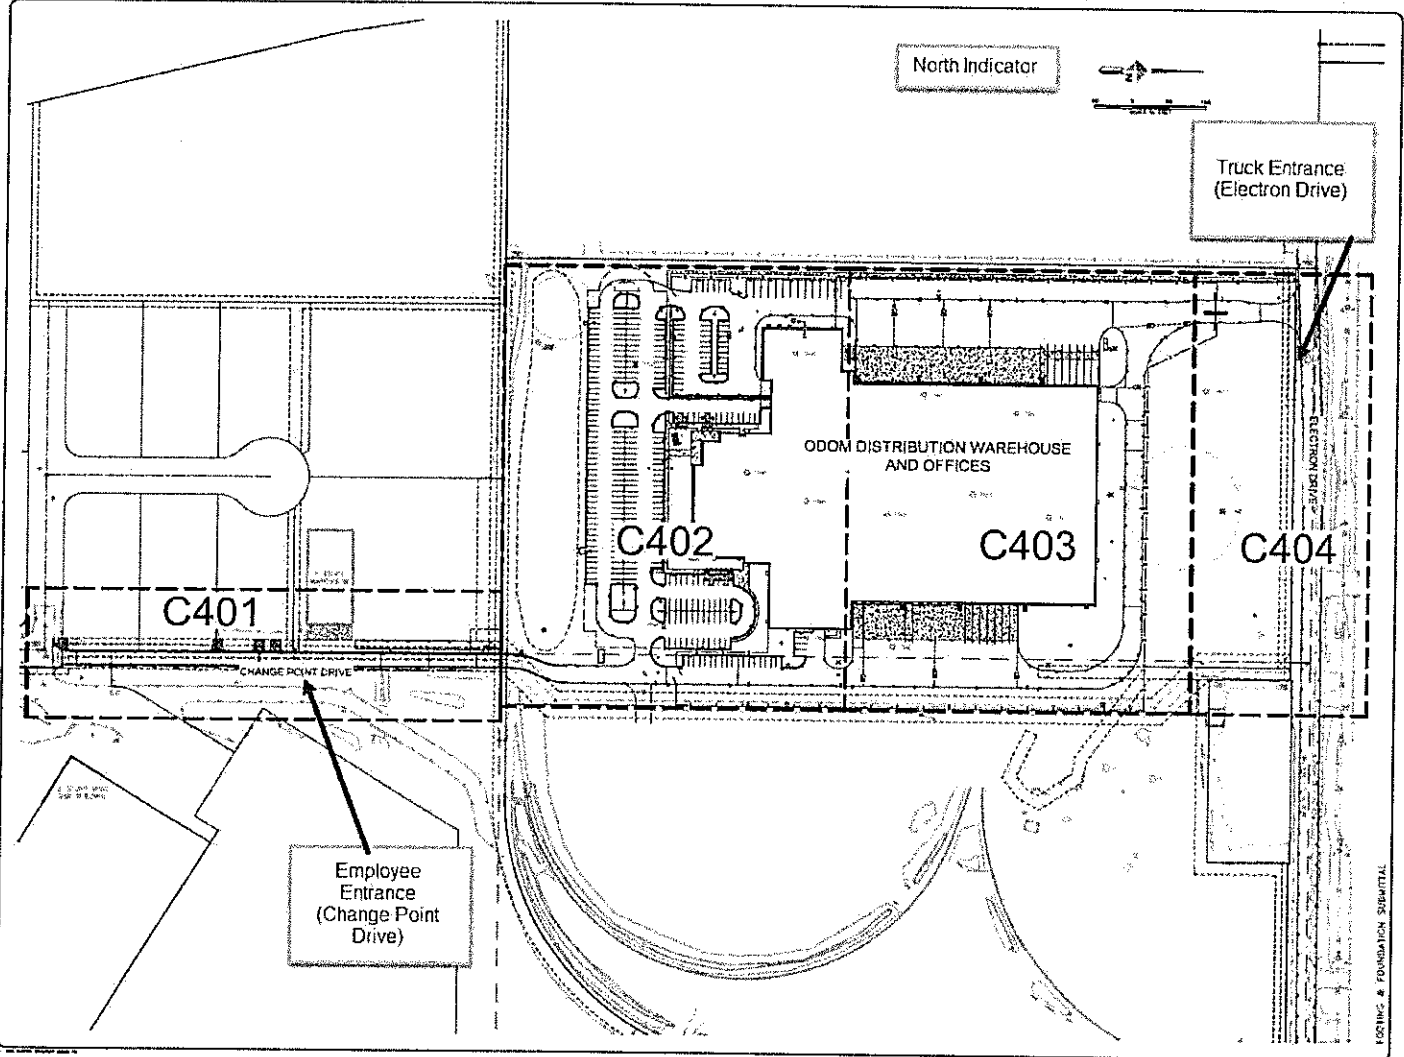 North Indicator
Z
Truck Entrance
(Electron Drive)
ODOM DISTRIBUTION WAREHOUSE
AND OFFICES
ELECTRON DRIVE
C402
C403
C404
C401
CHANGE POINT DRIVE
Employee
Entrance
(Change Point
Drive)
FOOTING & FOUNDATION SUBMITTAL